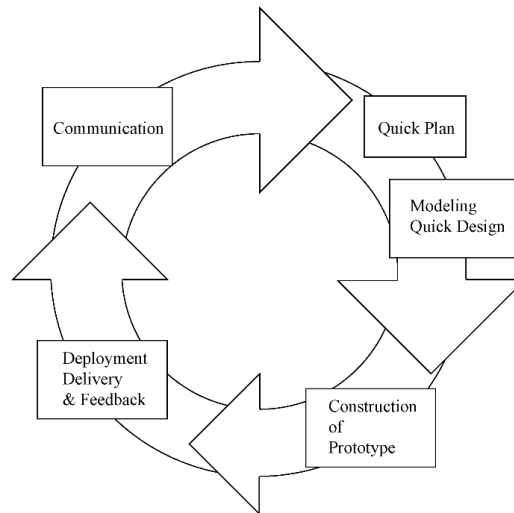 Communication
Quick Plan
Modeling
Quick Design
Construction
of
Prototype
Deployment
Delivery
& Feedback